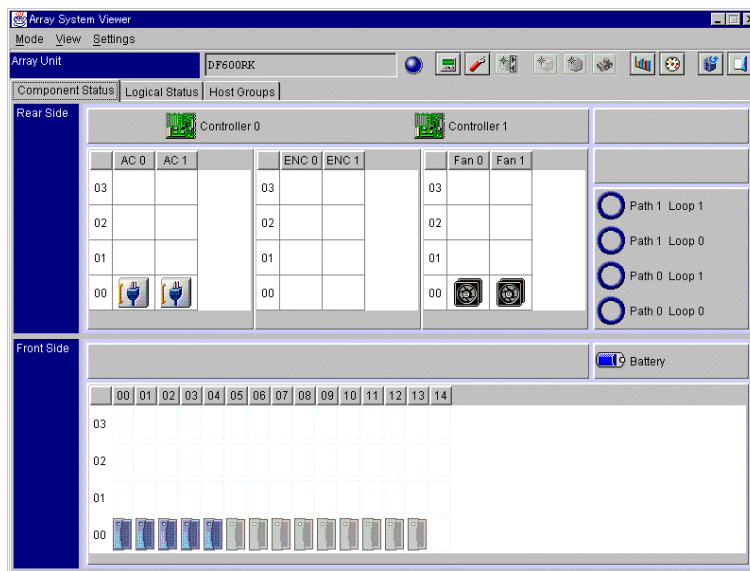 Array System Viewer
Mode View Settings
Array Unit DF600RK
Component Status Logical Status Host Groups
Rear Side
Controller 0 Controller 1
AC 0 AC 1 ENC 0 ENC 1 Fan 0 Fan 1
03 03 03
02 02 02
01 01 01
00 00 00
Path 1 Loop 1
Path 1 Loop 0
Path 0 Loop 1
Path 0 Loop 0
Front Side
Battery
00 01 02 03 04 05 06 07 08 09 10 11 12 13 14
03
02
01
00